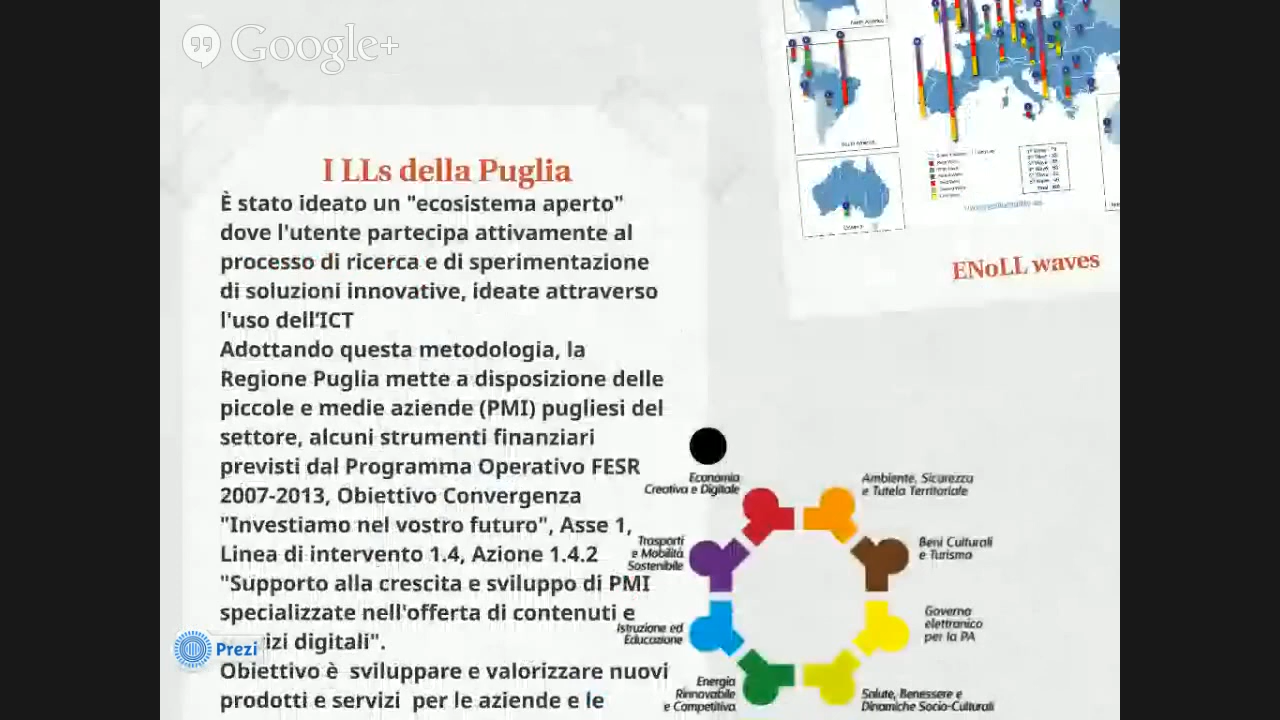 Google+
LLs della Puglia
È stato ideato un "ecosistema aperto"
dove l'utente partecipa attivamente al
processo di ricerca e di sperimentazione
di soluzioni innovative, ideate attraverso
l'uso dell'ICT
Adottando questa metodologia, la
Regione Puglia mette a disposizione delle
piccole e medie aziende (PMI) pugliesi del
settore, alcuni strumenti finanziari
previsti dal Programma Operativo FESR
2007-2013, Obiettivo Convergenza
"Investiamo nel vostro futuro", Asse 1,
Linea di intervento 1.4, Azione 1.4.2
"Supporto alla crescita e sviluppo di PMI
specializzate nell'offerta di contenuti e
izi digitali".
Obiettivo è sviluppare e valorizzare nuovi
prodotti e servizi per le aziende e le
Prezi
ENoLL waves
Economia
Creativa e Digitale
Ambiente, Sicurezza
e Tutela Territoriale
Trasporti
e Mobilità
Sostenibile
Beni Culturali
e Turismo
Istruzione ed
Educazione
Governo
elettronico
per la PA
Energia
Rinnovabile
e Competitiva
Salute, Benessere e
Dinamiche Socio-Culturali